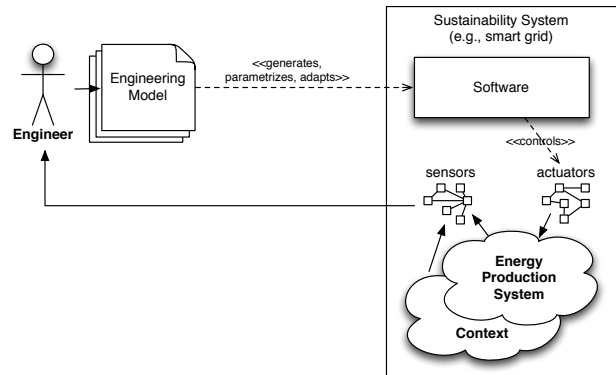 Sustainability System
(e.g., smart grid)
Engineering
Model
<<generates,
parametrizes, adapts>>
Software
Engineer
<<controls>>
sensors
actuators
Energy
Production
System
Context